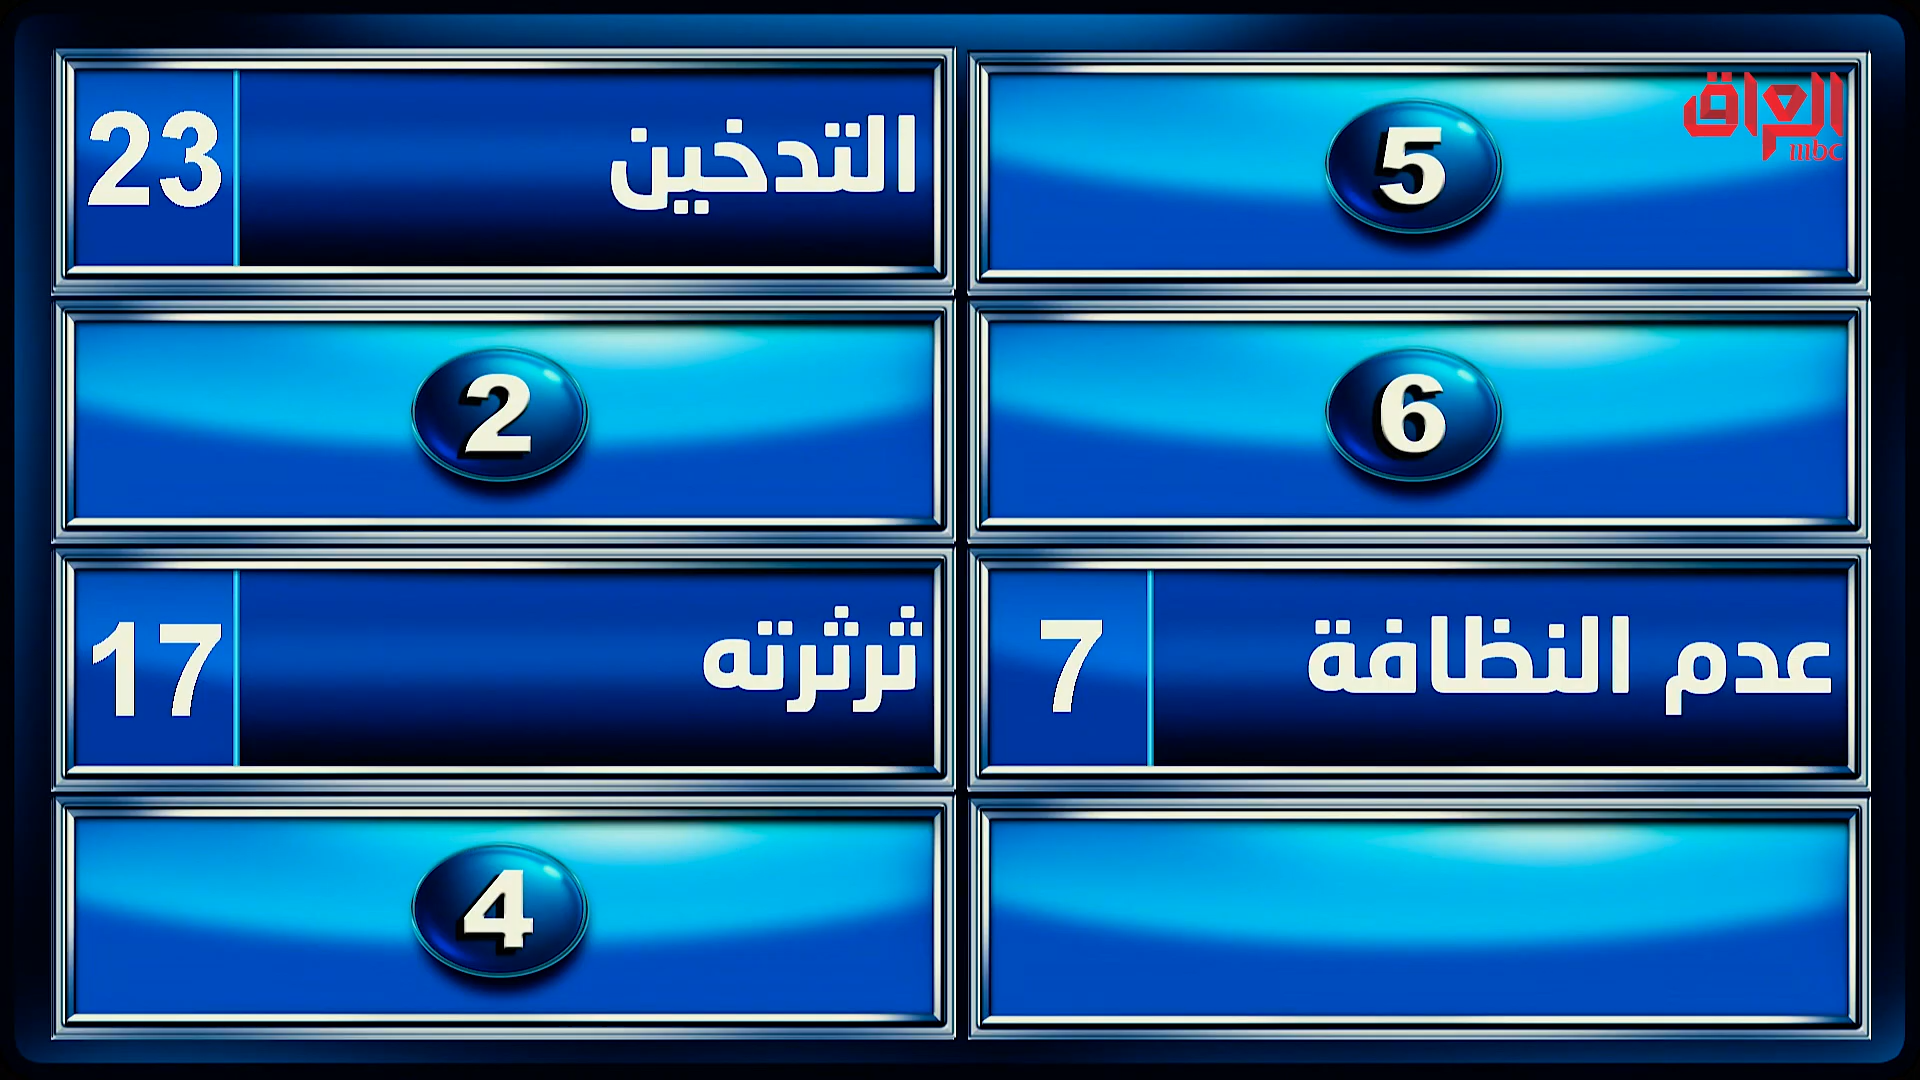 23 التدخين
2
17 ثرثرته
4
العراق
mbc
5
6
7 عدم النظافة